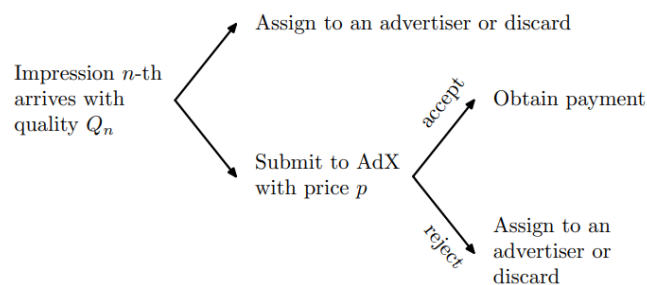 Assign to an advertiser or discard
Impression n-th
arrives with
quality Qₙ
accept
Obtain payment
Submit to AdX
with price p
reject
Assign to an
advertiser or
discard